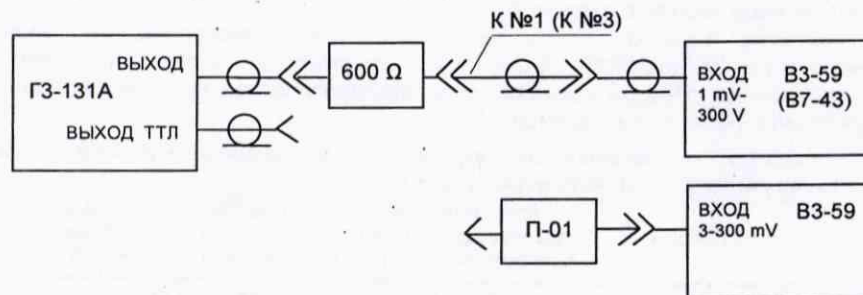 К №1 (К №3)
ВЫХОД
Г3-131А
ВЫХОД ТТЛ
600 Ω
ВХОД
1 mV-
300 V
В3-59
(В7-43)
П-01
ВХОД
3-300 mV
В3-59